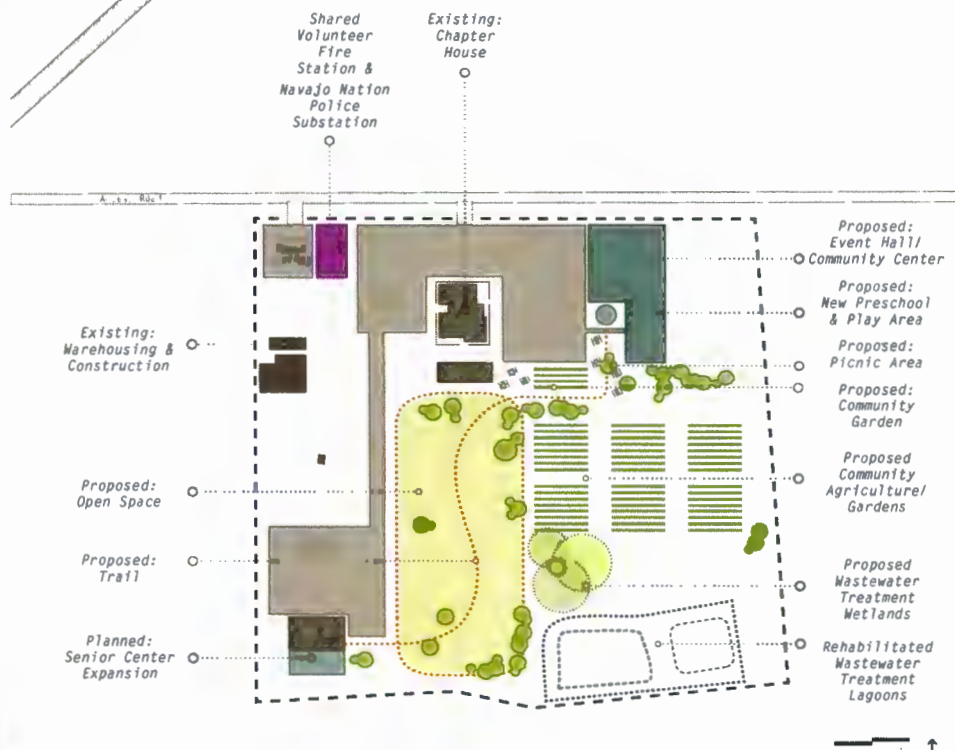 Shared
Volunteer
Fire
Station &
Navajo Nation
Police
Substation
Existing:
Chapter
House
Proposed:
Event Hall/
Community Center
Proposed:
New Preschool
& Play Area
Proposed:
Picnic Area
Proposed:
Community
Garden
Proposed
Community
Agriculture/
Gardens
Proposed
Wastewater
Treatment
Wetlands
Rehabilitated
Wastewater
Treatment
Lagoons
Existing:
Warehousing &
Construction
Proposed:
Open Space
Proposed:
Trail
Planned:
Senior Center
Expansion